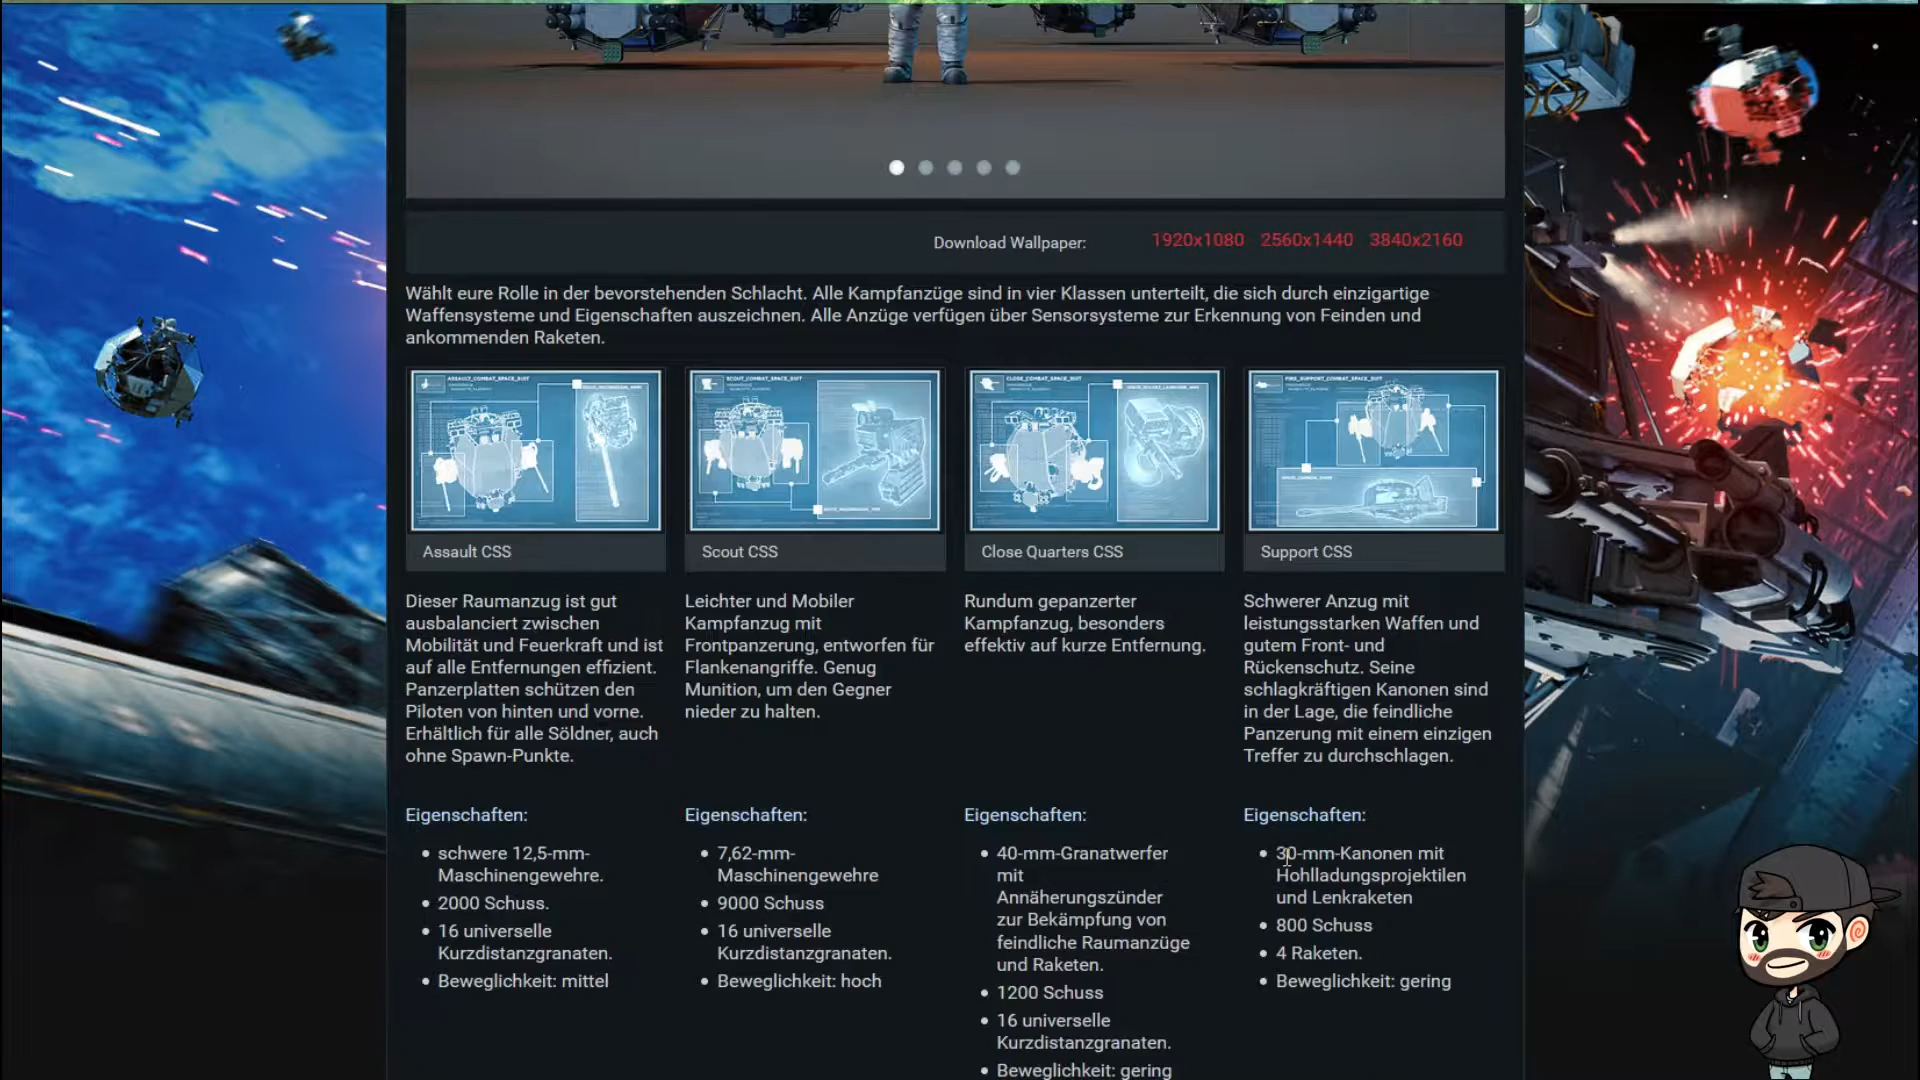 Download Wallpaper:
1920x1080 2560x1440 3840x2160
Wählt eure Rolle in der bevorstehenden Schlacht. Alle Kampfanzüge sind in vier Klassen unterteilt, die sich durch einzigartige
Waffensysteme und Eigenschaften auszeichnen. Alle Anzüge verfügen über Sensorsysteme zur Erkennung von Feinden und
ankommenden Raketen.
ASSAULT_COMBAT_SPACE_SUIT
SCOUT_COMBAT_SPACE_SUIT
CLOSE_COMBAT_SPACE_SUIT
FIRE_SUPPORT_COMBAT_SPACE_SUIT
Assault CSS
Scout CSS
Close Quarters CSS
Support CSS
Dieser Raumanzug ist gut
ausbalanciert zwischen
Mobilität und Feuerkraft und ist
auf alle Entfernungen effizient.
Panzerplatten schützen den
Piloten von hinten und vorne.
Erhältlich für alle Söldner, auch
ohne Spawn-Punkte.
Leichter und Mobiler
Kampfanzug mit
Frontpanzerung, entworfen für
Flankenangriffe. Genug
Munition, um den Gegner
nieder zu halten.
Rundum gepanzerter
Kampfanzug, besonders
effektiv auf kurze Entfernung.
Schwerer Anzug mit
leistungsstarken Waffen und
gutem Front- und
Rückenschutz. Seine
schlagkräftigen Kanonen sind
in der Lage, die feindliche
Panzerung mit einem einzigen
Treffer zu durchschlagen.
Eigenschaften:
• schwere 12,5-mm-
Maschinengewehre.
• 2000 Schuss.
• 16 universelle
Kurzdistanzgranaten.
• Beweglichkeit: mittel
Eigenschaften:
• 7,62-mm-
Maschinengewehre
• 9000 Schuss
• 16 universelle
Kurzdistanzgranaten.
• Beweglichkeit: hoch
Eigenschaften:
• 40-mm-Granatwerfer
mit
Annäherungszünder
zur Bekämpfung von
feindliche Raumanzüge
und Raketen.
• 1200 Schuss
• 16 universelle
Kurzdistanzgranaten.
• Beweglichkeit: gering
Eigenschaften:
• 30-mm-Kanonen mit
Hohlladungsprojektilen
und Lenkraketen
• 800 Schuss
• 4 Raketen.
• Beweglichkeit: gering